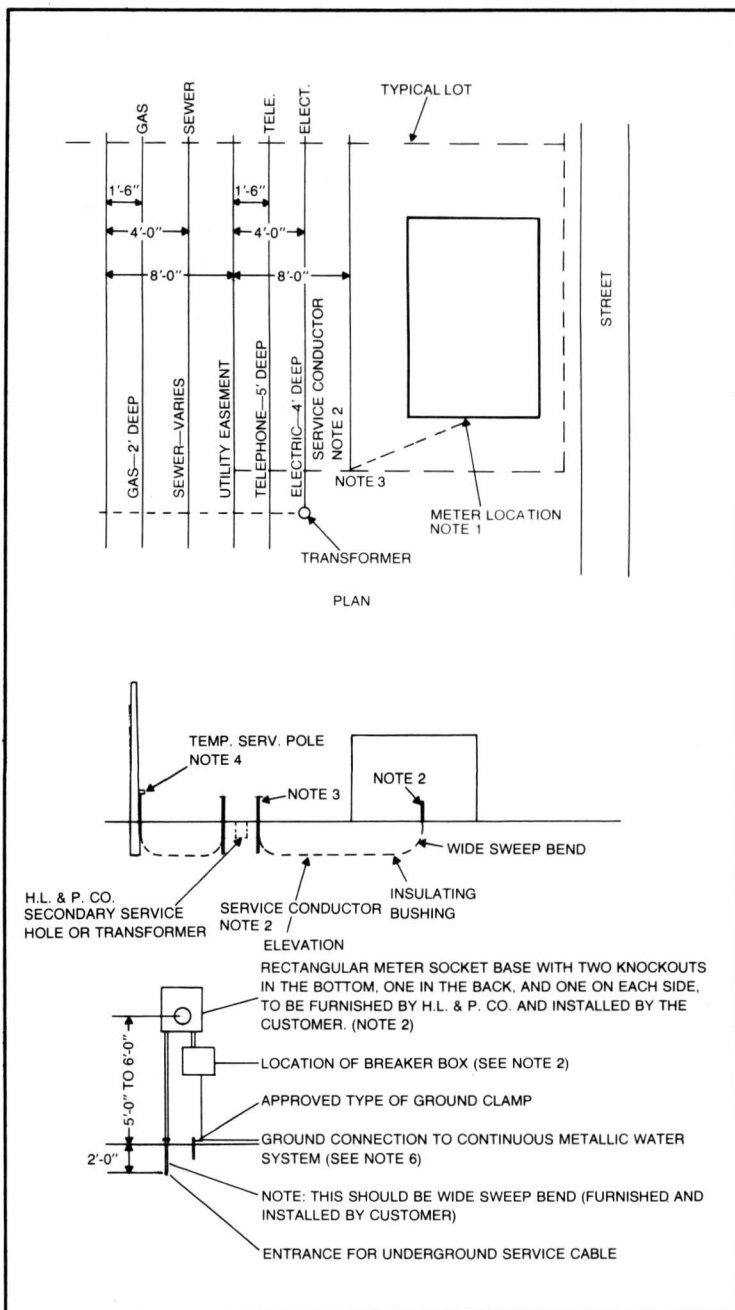 GAS
SEWER
TELE.
ELECT.
TYPICAL LOT
1'-6"
1'-6"
4'-0"
4'-0"
8'-0"
8'-0"
STREET
GAS—2' DEEP
SEWER—VARIES
UTILITY EASEMENT
TELEPHONE—5' DEEP
ELECTRIC—4' DEEP
SERVICE CONDUCTOR
NOTE 2
NOTE 3
METER LOCATION
NOTE 1
TRANSFORMER
PLAN
TEMP. SERV. POLE
NOTE 4
NOTE 3
NOTE 2
WIDE SWEEP BEND
H.L. & P. CO.
SECONDARY SERVICE
HOLE OR TRANSFORMER
SERVICE CONDUCTOR
NOTE 2
INSULATING
BUSHING
ELEVATION
RECTANGULAR METER SOCKET BASE WITH TWO KNOCKOUTS
IN THE BOTTOM, ONE IN THE BACK, AND ONE ON EACH SIDE,
TO BE FURNISHED BY H.L. & P. CO. AND INSTALLED BY THE
CUSTOMER. (NOTE 2)
5'-0" TO 6'-0"
LOCATION OF BREAKER BOX (SEE NOTE 2)
APPROVED TYPE OF GROUND CLAMP
GROUND CONNECTION TO CONTINUOUS METALLIC WATER
SYSTEM (SEE NOTE 6)
2'-0"
NOTE: THIS SHOULD BE WIDE SWEEP BEND (FURNISHED AND
INSTALLED BY CUSTOMER)
ENTRANCE FOR UNDERGROUND SERVICE CABLE